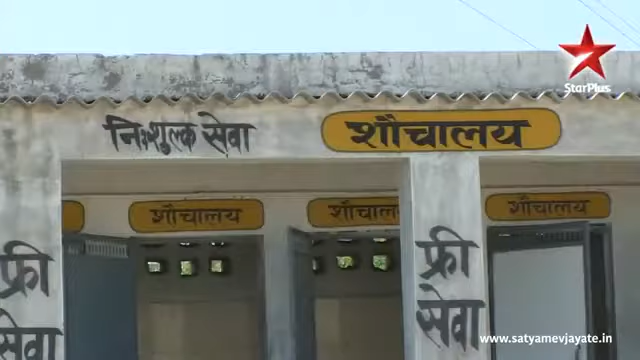 StarPlus
निःशुल्क सेवा
शौचालय
शौचालय
शौचालय
शौचालय
फ्री
सेवा
फ्री
सेवा
www.satyamevjayate.in